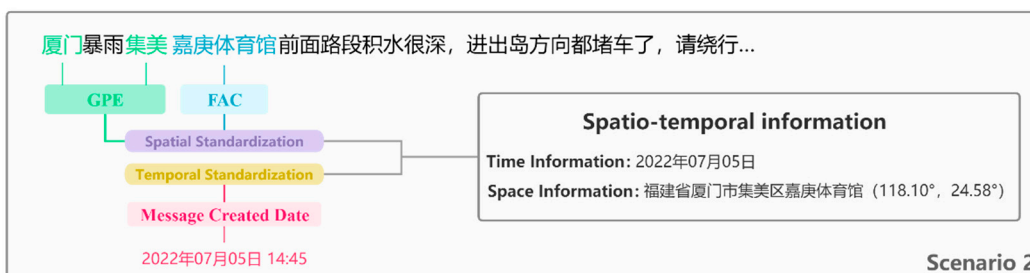 厦门暴雨集美 嘉庚体育馆前面路段积水很深，进出岛方向都堵车了，请绕行...
GPE FAC
Spatial Standardization
Temporal Standardization
Message Created Date
2022年07月05日 14:45
Spatio-temporal information
Time Information: 2022年07月05日
Space Information: 福建省厦门市集美区嘉庚体育馆（118.10°，24.58°）
Scenario 2